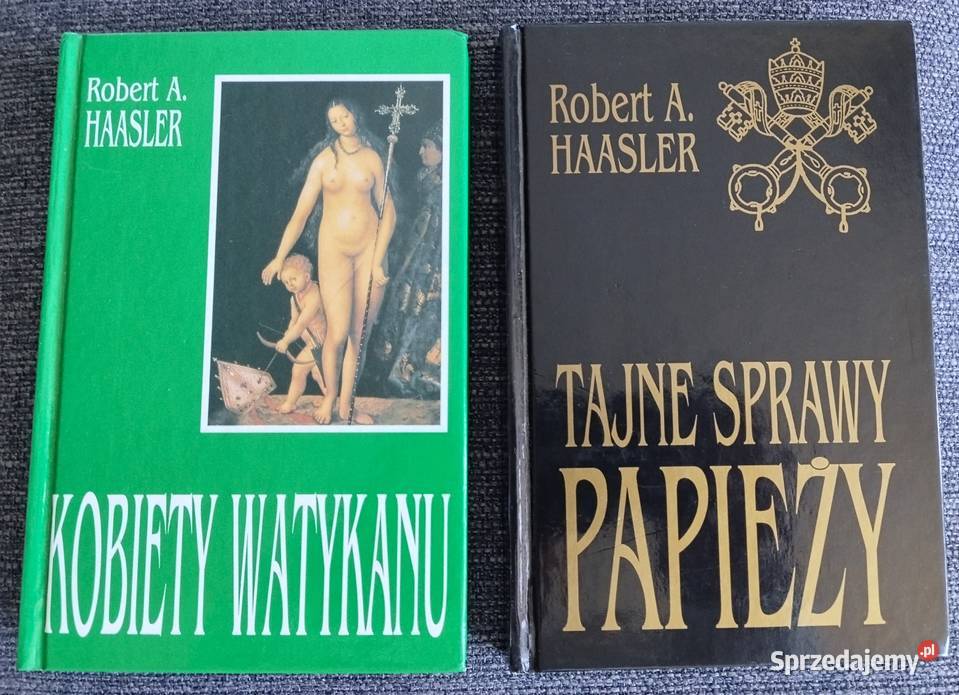 Robert A.
HAASLER
KOBIETY WATYKANU
Robert A.
HAASLER
TAJNE SPRAWY
PAPIEŻY
Sprzedajemy.pl